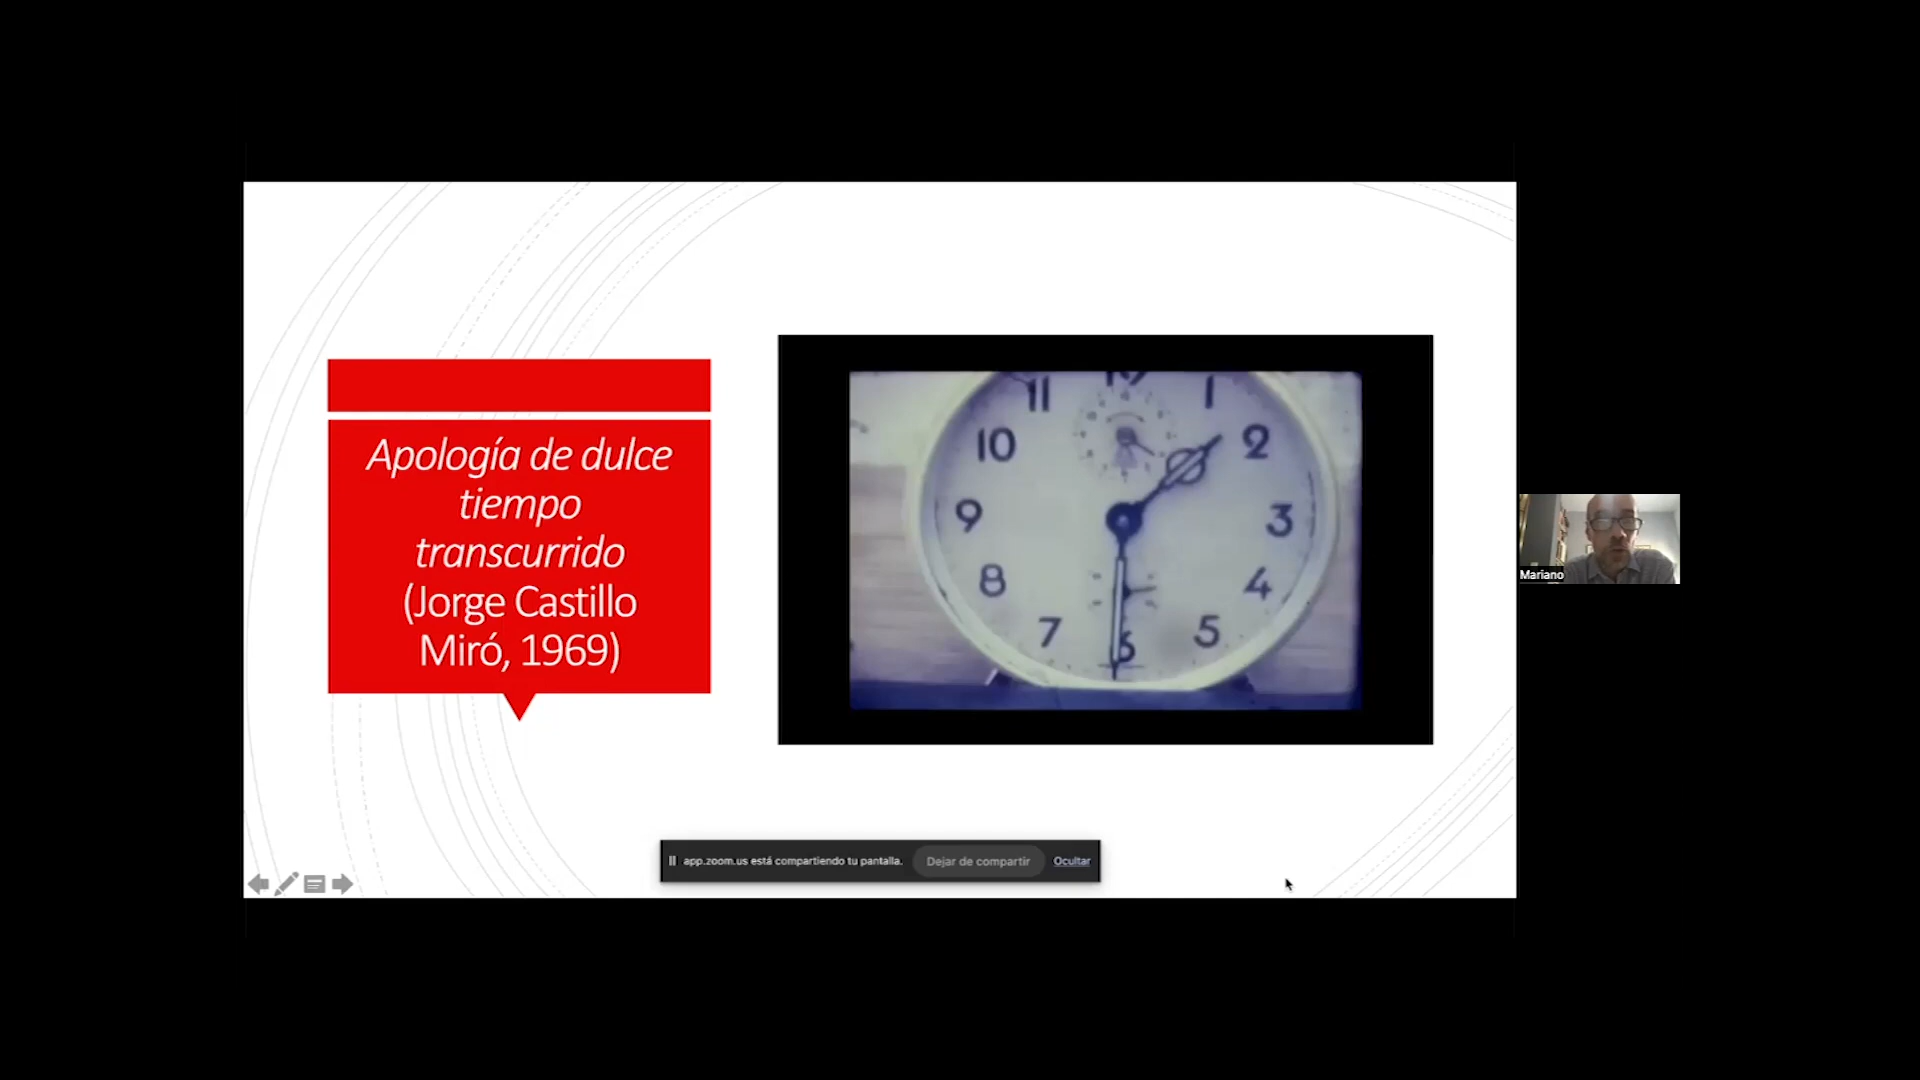 Apología de dulce
tiempo
transcurrido
(Jorge Castillo
Miró, 1969)
11
1
10
2
9
3
8
4
7
5
6
Mariano
app.zoom.us está compartiendo tu pantalla.
Dejar de compartir
Ocultar